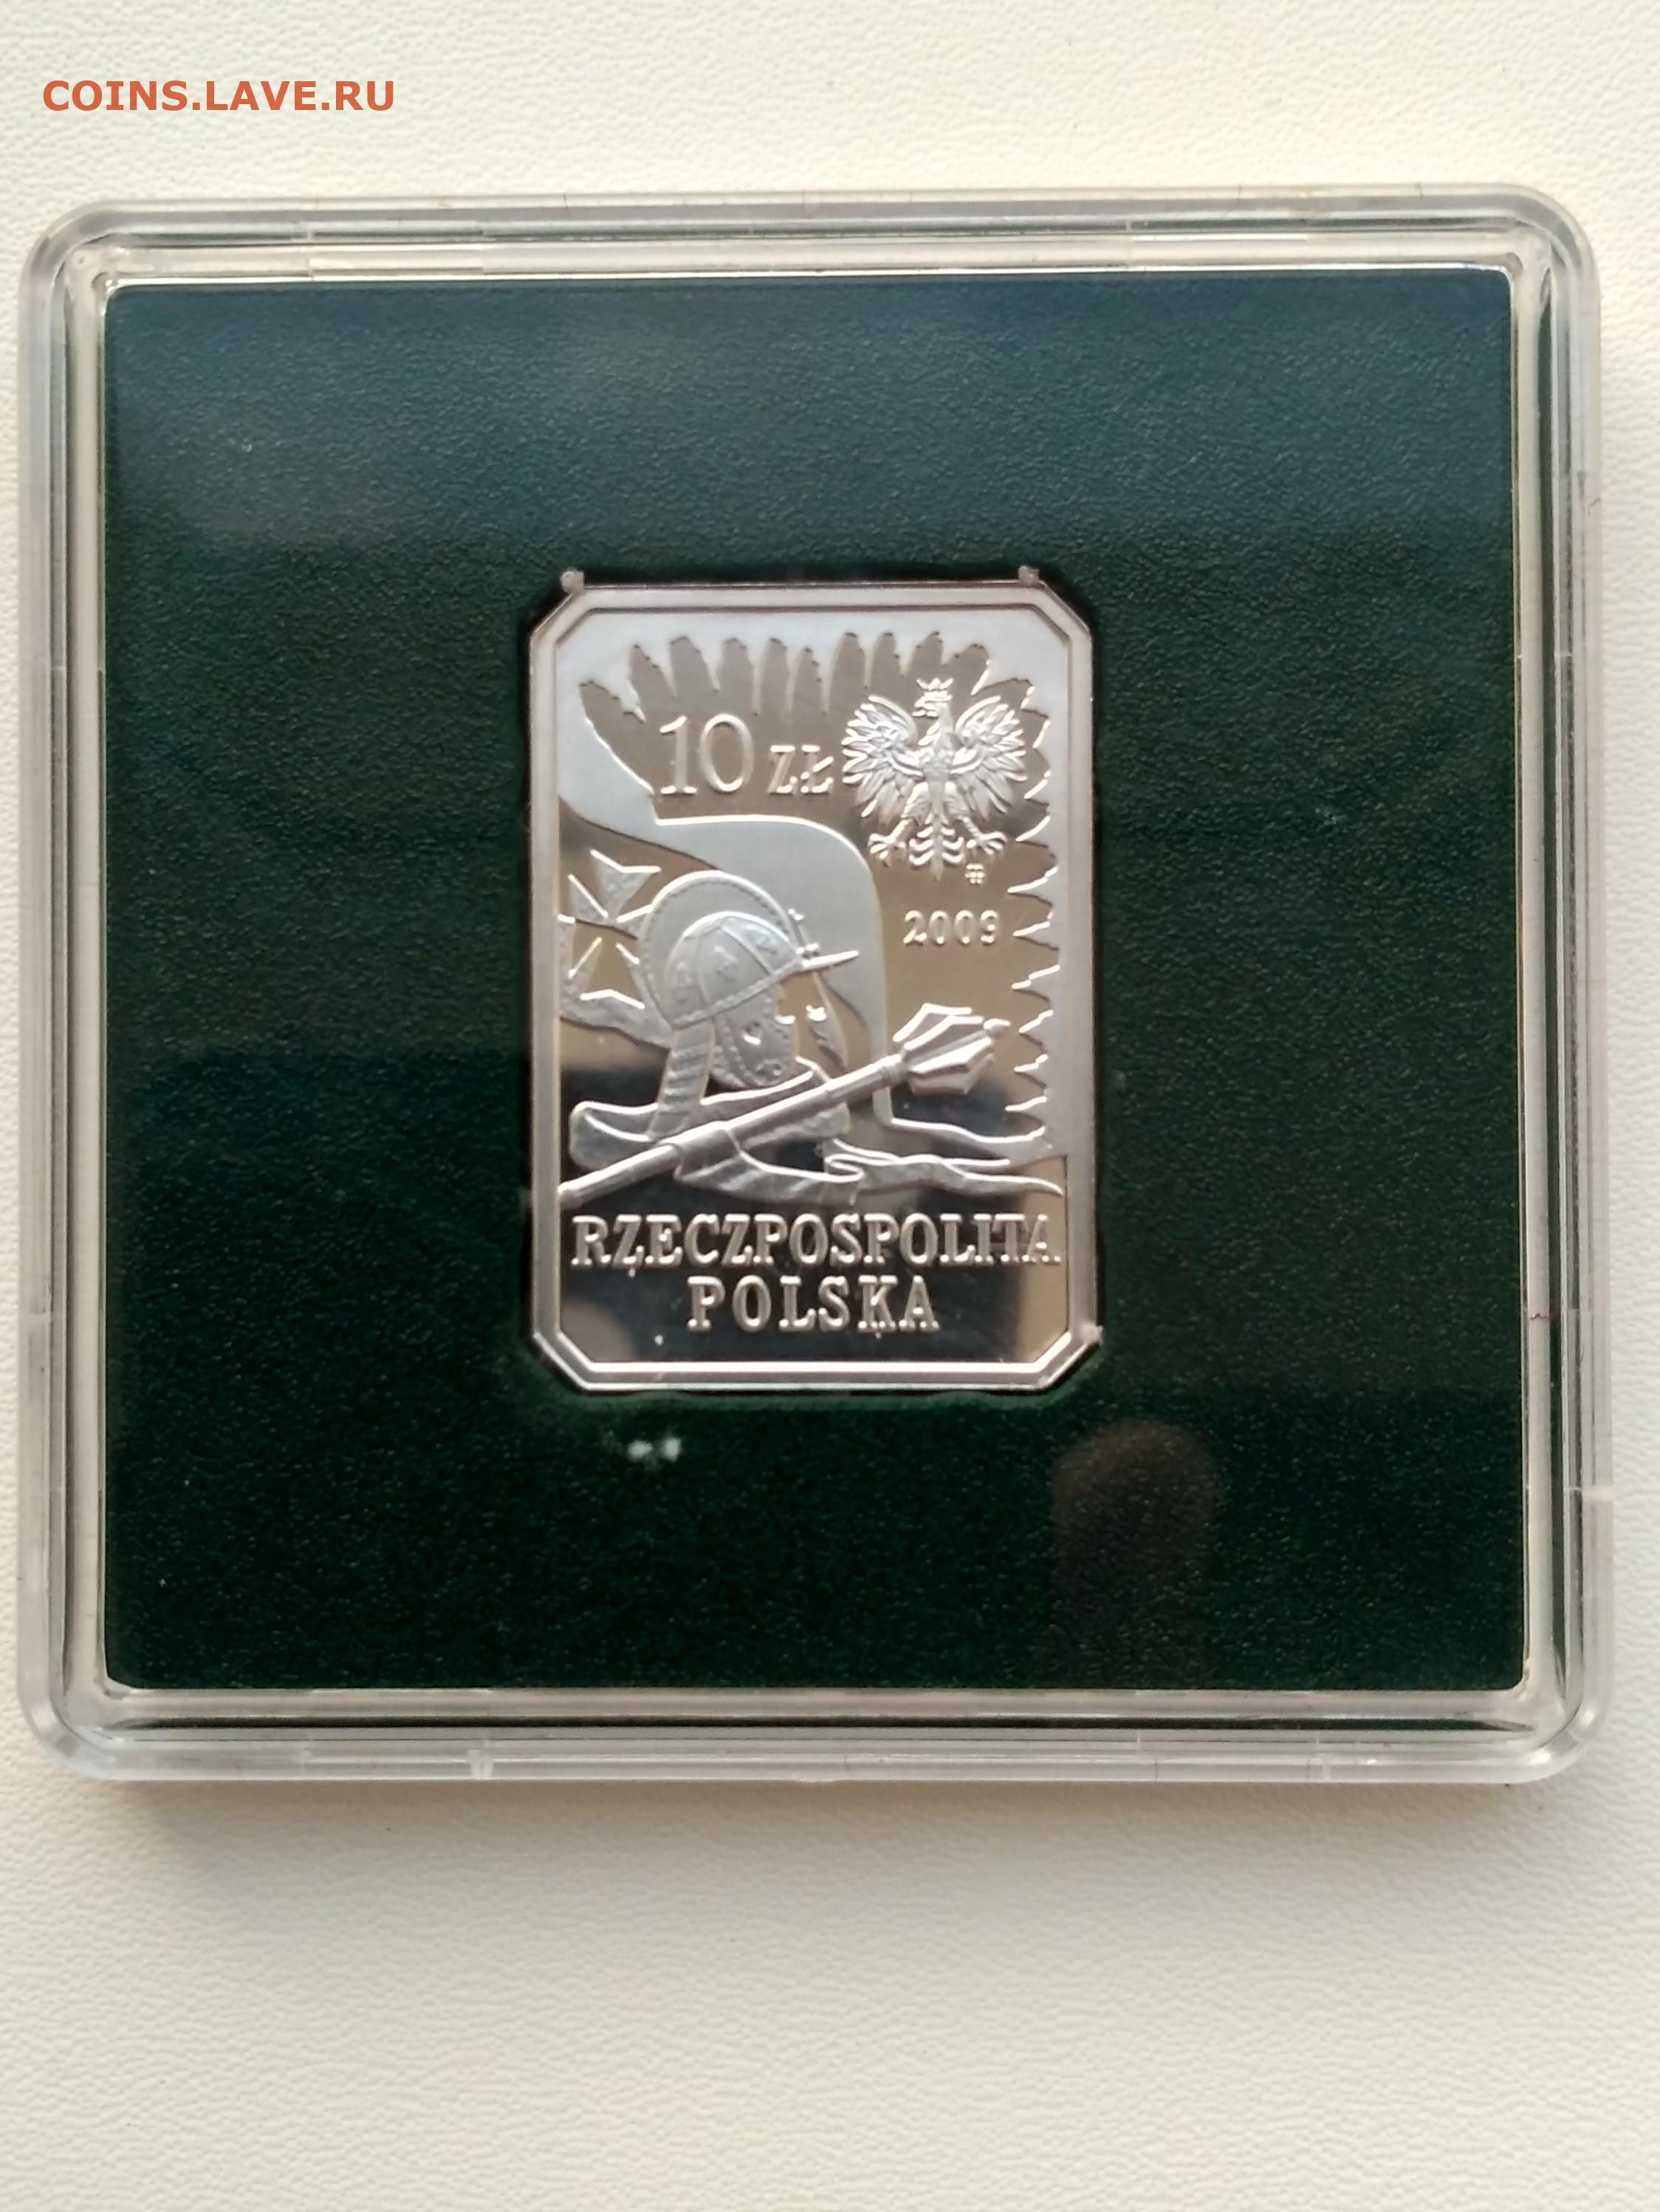 COINS.LAVE.RU
10 ZŁ
2009
RZECZPOSPOLITA
POLSKA